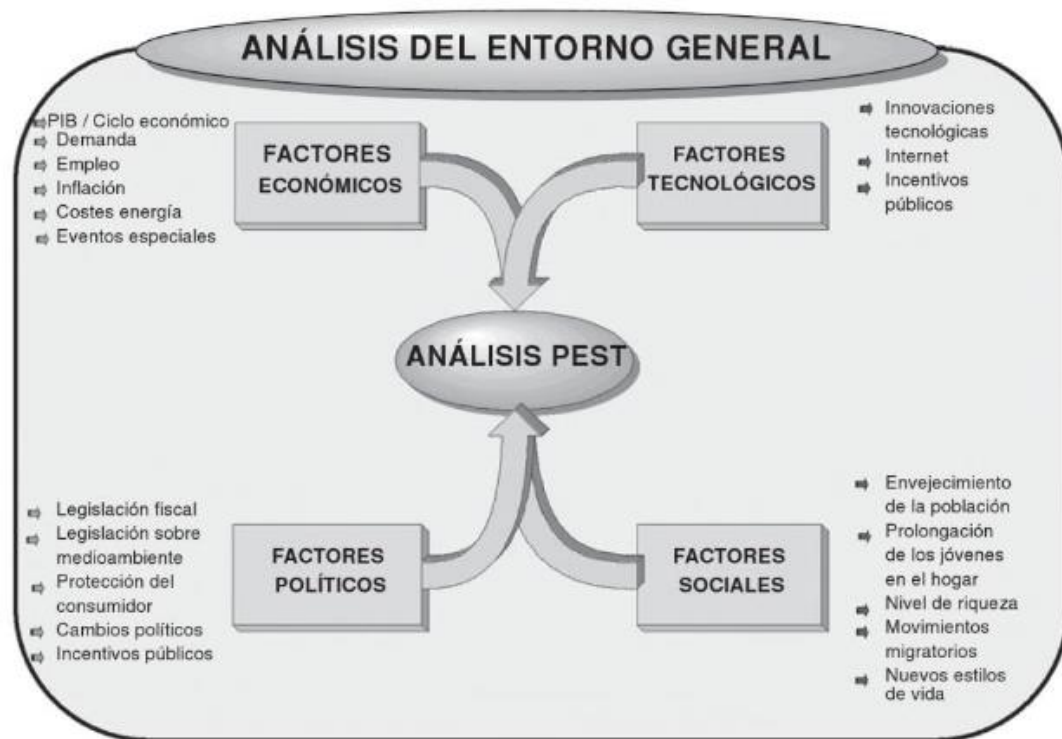 ANÁLISIS DEL ENTORNO GENERAL
PIB / Ciclo económico
Demanda
Empleo
Inflación
Costes energía
Eventos especiales
FACTORES
ECONÓMICOS
FACTORES
TECNOLÓGICOS
Innovaciones
tecnológicas
Internet
Incentivos
públicos
ANÁLISIS PEST
Legislación fiscal
Legislación sobre
medioambiente
Protección del
consumidor
Cambios políticos
Incentivos públicos
FACTORES
POLÍTICOS
FACTORES
SOCIALES
Envejecimiento
de la población
Prolongación
de los jóvenes
en el hogar
Nivel de riqueza
Movimientos
migratorios
Nuevos estilos
de vida